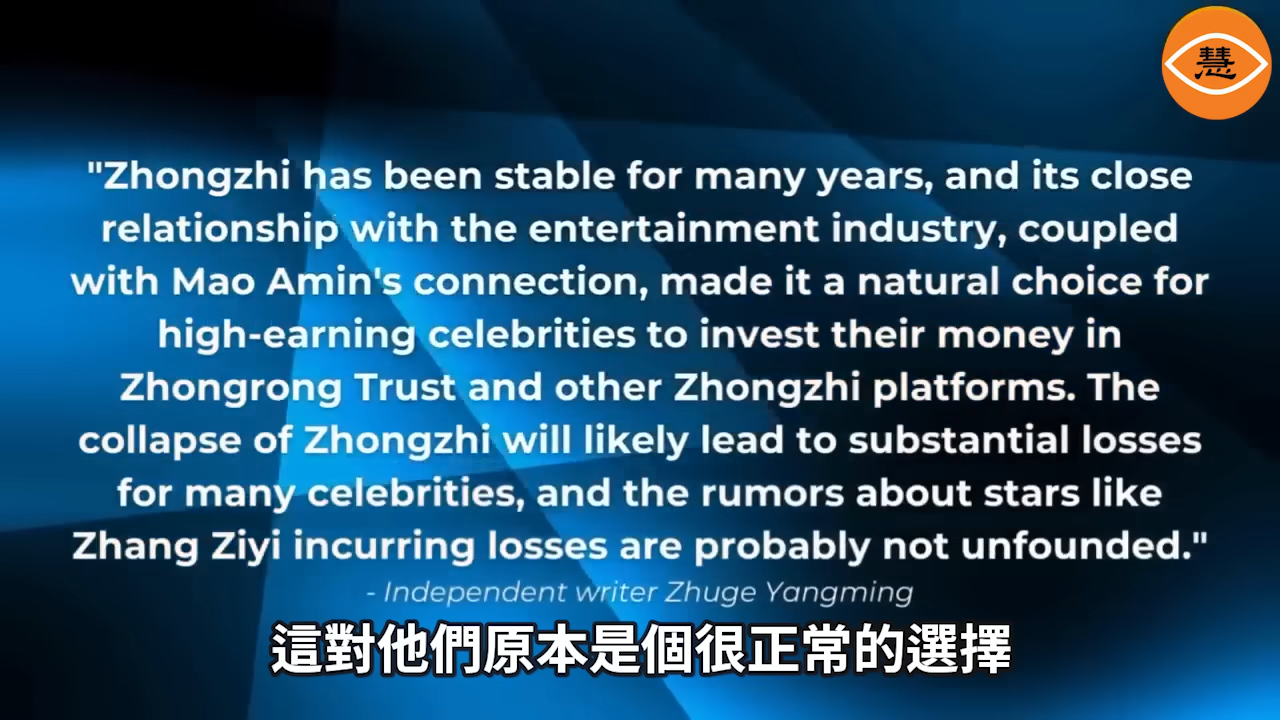 慧
"Zhongzhi has been stable for many years, and its close
relationship with the entertainment industry, coupled
with Mao Amin's connection, made it a natural choice for
high-earning celebrities to invest their money in
Zhongrong Trust and other Zhongzhi platforms. The
collapse of Zhongzhi will likely lead to substantial losses
for many celebrities, and the rumors about stars like
Zhang Ziyi incurring losses are probably not unfounded."
- Independent writer Zhuge Yangming
這對他們原本是個很正常的選擇